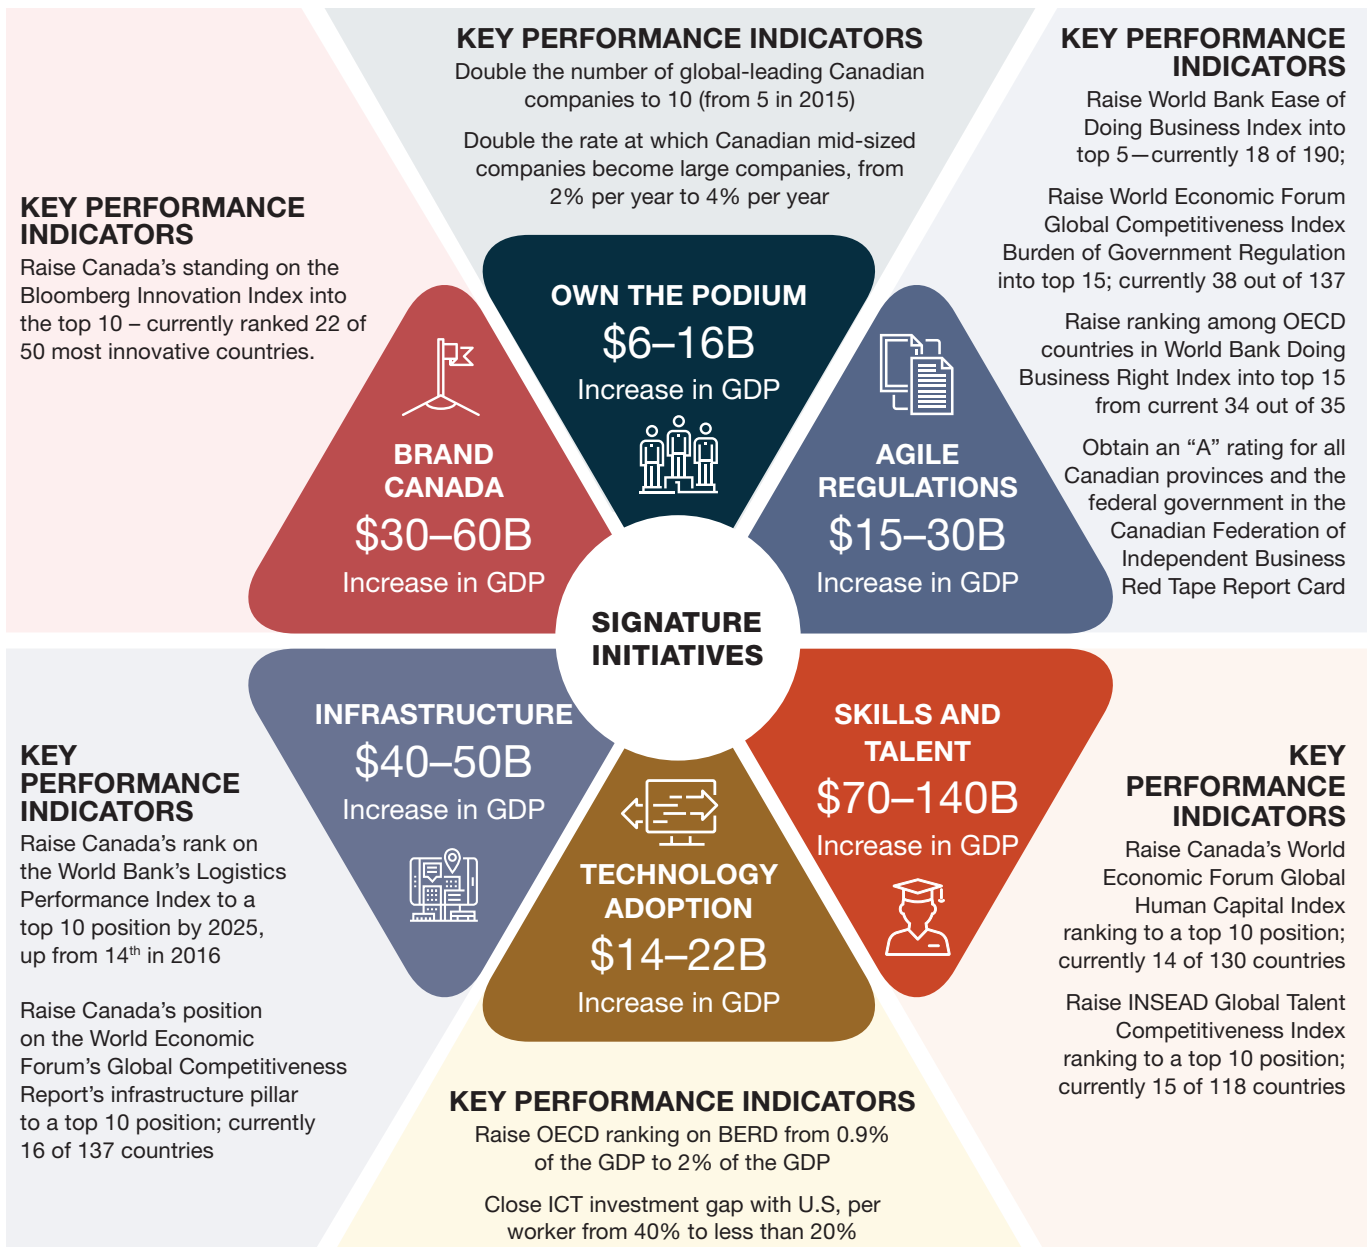 KEY PERFORMANCE INDICATORS
Double the number of global-leading Canadian
companies to 10 (from 5 in 2015)
Double the rate at which Canadian mid-sized
companies become large companies, from
2% per year to 4% per year
OWN THE PODIUM
$6–16B
Increase in GDP
KEY PERFORMANCE
INDICATORS
Raise World Bank Ease of
Doing Business Index into
top 5—currently 18 of 190;
Raise World Economic Forum
Global Competitiveness Index
Burden of Government Regulation
into top 15; currently 38 out of 137
Raise ranking among OECD
countries in World Bank Doing
Business Right Index into top 15
from current 34 out of 35
Obtain an “A” rating for all
Canadian provinces and the
federal government in the
Canadian Federation of
Independent Business
Red Tape Report Card
AGILE
REGULATIONS
$15–30B
Increase in GDP
KEY PERFORMANCE
INDICATORS
Raise Canada’s standing on the
Bloomberg Innovation Index into
the top 10 – currently ranked 22 of
50 most innovative countries.
BRAND
CANADA
$30–60B
Increase in GDP
SIGNATURE
INITIATIVES
INFRASTRUCTURE
$40–50B
Increase in GDP
KEY
PERFORMANCE
INDICATORS
Raise Canada’s rank on
the World Bank’s Logistics
Performance Index to a
top 10 position by 2025,
up from 14th in 2016
Raise Canada’s position
on the World Economic
Forum’s Global Competitiveness
Report’s infrastructure pillar
to a top 10 position; currently
16 of 137 countries
TECHNOLOGY
ADOPTION
$14–22B
Increase in GDP
KEY PERFORMANCE INDICATORS
Raise OECD ranking on BERD from 0.9%
of the GDP to 2% of the GDP
Close ICT investment gap with U.S, per
worker from 40% to less than 20%
SKILLS AND
TALENT
$70–140B
Increase in GDP
KEY
PERFORMANCE
INDICATORS
Raise Canada’s World
Economic Forum Global
Human Capital Index
ranking to a top 10 position;
currently 14 of 130 countries
Raise INSEAD Global Talent
Competitiveness Index
ranking to a top 10 position;
currently 15 of 118 countries